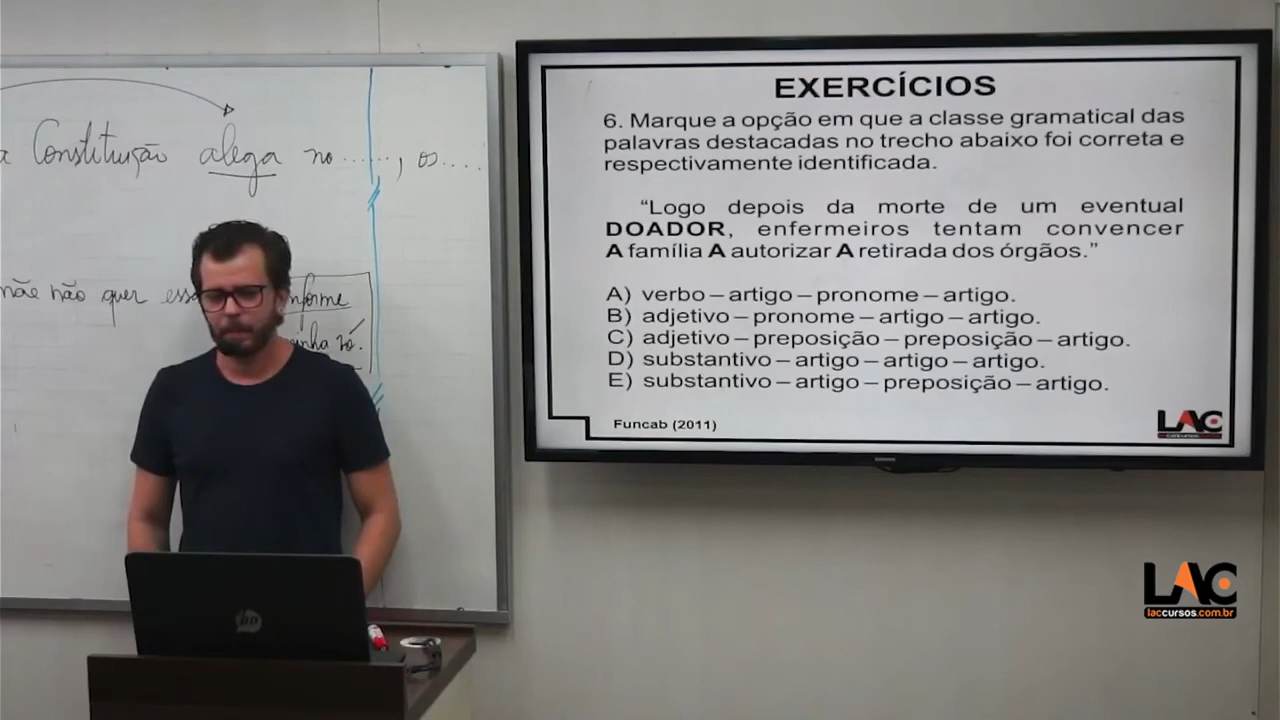 Constituição alega no ......, os ....
mãe não quer essa
EXERCÍCIOS
6. Marque a opção em que a classe gramatical das
palavras destacadas no trecho abaixo foi correta e
respectivamente identificada.
“Logo depois da morte de um eventual
DOADOR, enfermeiros tentam convencer
A família A autorizar A retirada dos órgãos.”
A) verbo – artigo – pronome – artigo.
B) adjetivo – pronome – artigo – artigo.
C) adjetivo – preposição – preposição – artigo.
D) substantivo – artigo – artigo – artigo.
E) substantivo – artigo – preposição – artigo.
Funcab (2011)
LAC
hp
LAC
laccursos.com.br